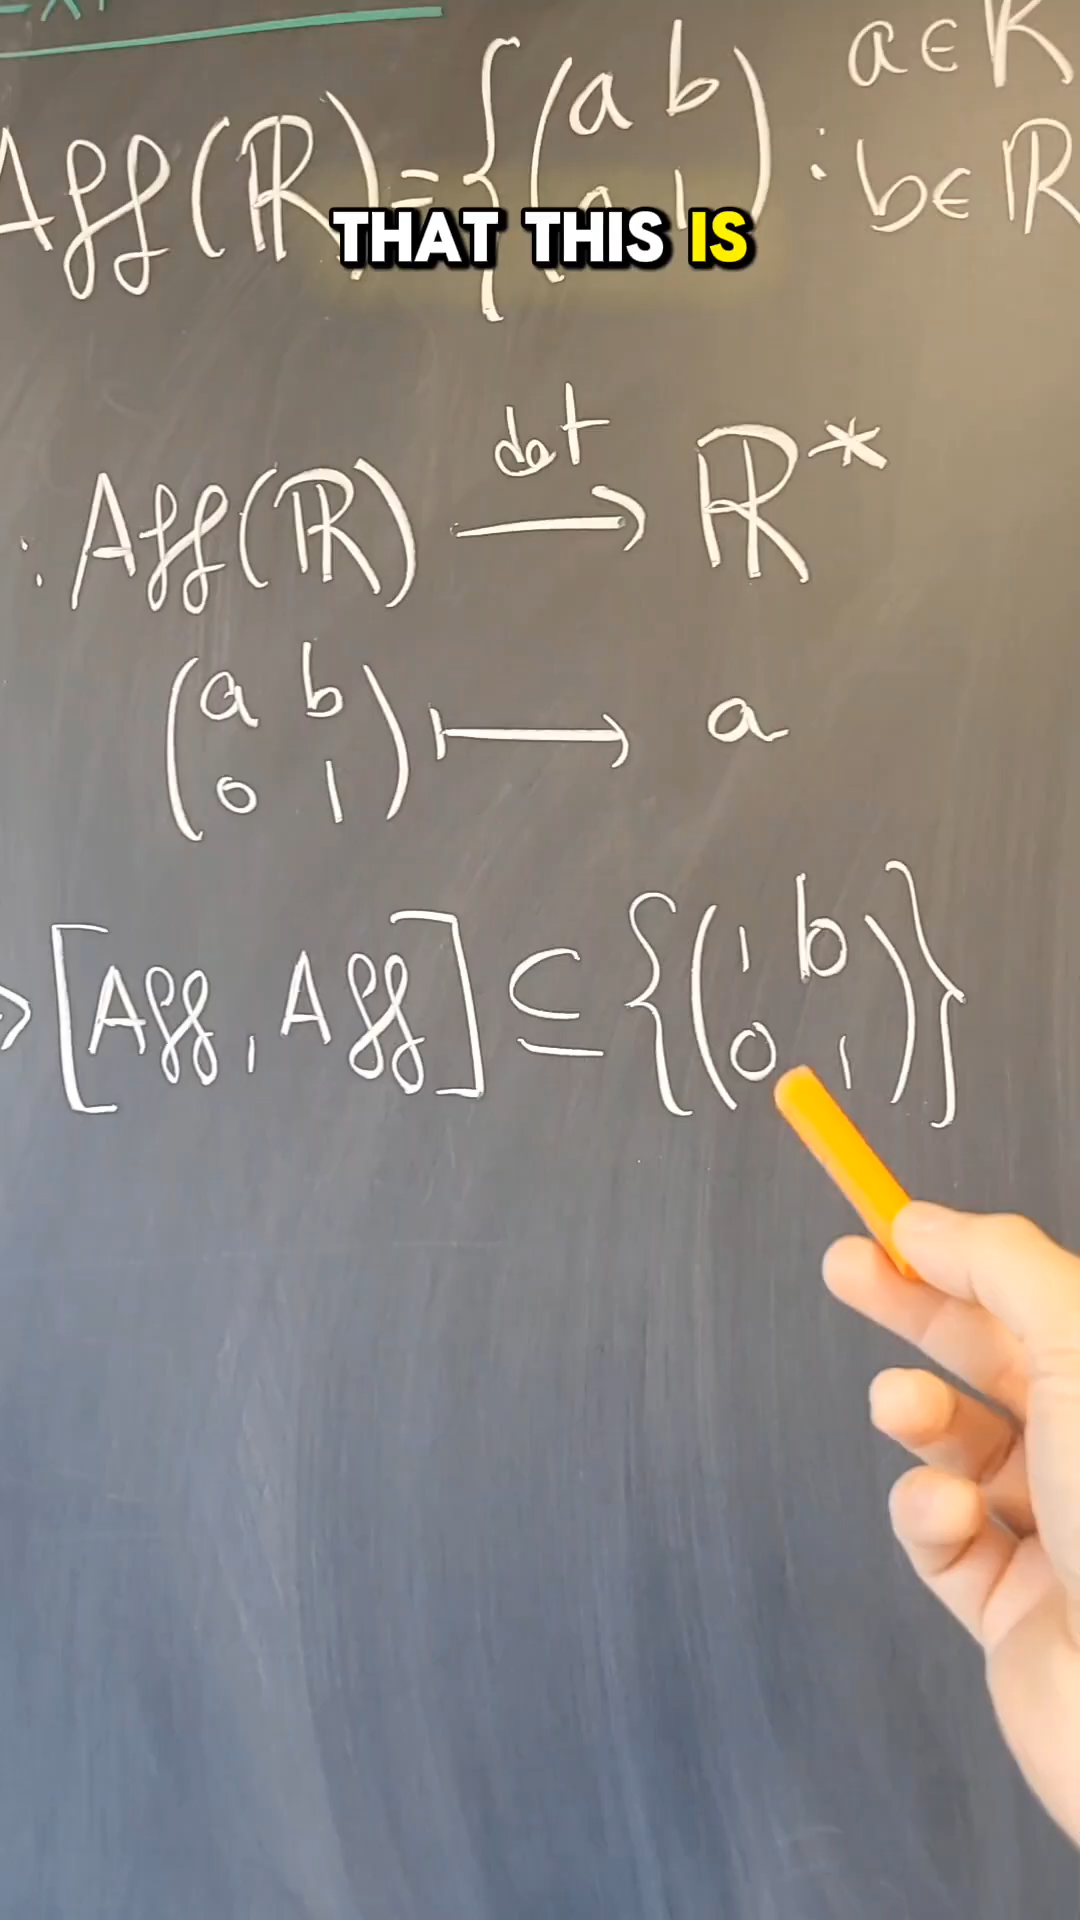 Aff(ℝ) = { ( a b : a ∈ ℝ
0 1 ) b ∈ ℝ
THAT THIS IS
: Aff(ℝ) det → ℝ*
( a b
0 1 ) ↦ a
[Aff, Aff] ⊆ { ( 1 b
0 1 ) }